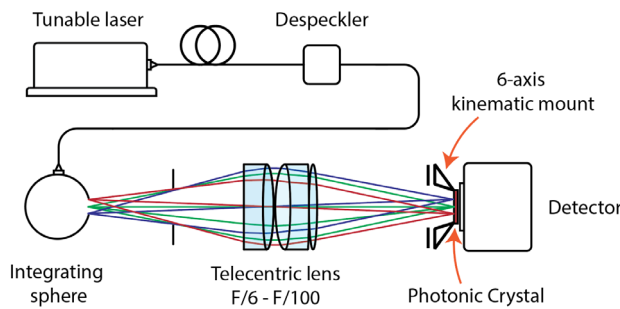 Tunable laser
Despeckler
6-axis
kinematic mount
Detector
Integrating
sphere
Telecentric lens
F/6 - F/100
Photonic Crystal